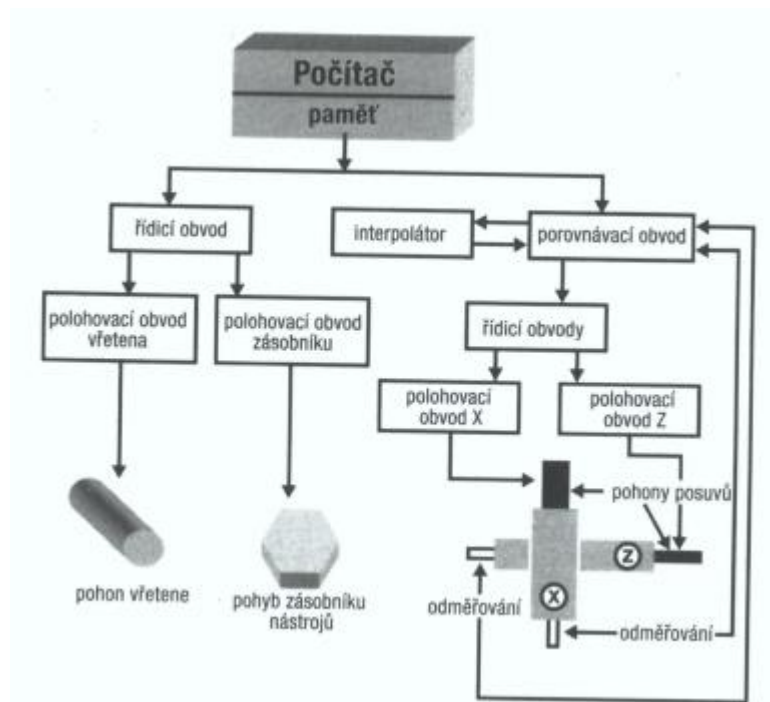 Počítač
paměť
řídicí obvod
interpolátor
porovnávací obvod
polohovací obvod
vřetena
polohovací obvod
zásobníku
řídicí obvody
polohovací
obvod X
polohovací
obvod Z
pohony posuvů
Z
X
pohon vřetene
pohyb zásobníku
nástrojů
odměřování
odměřování